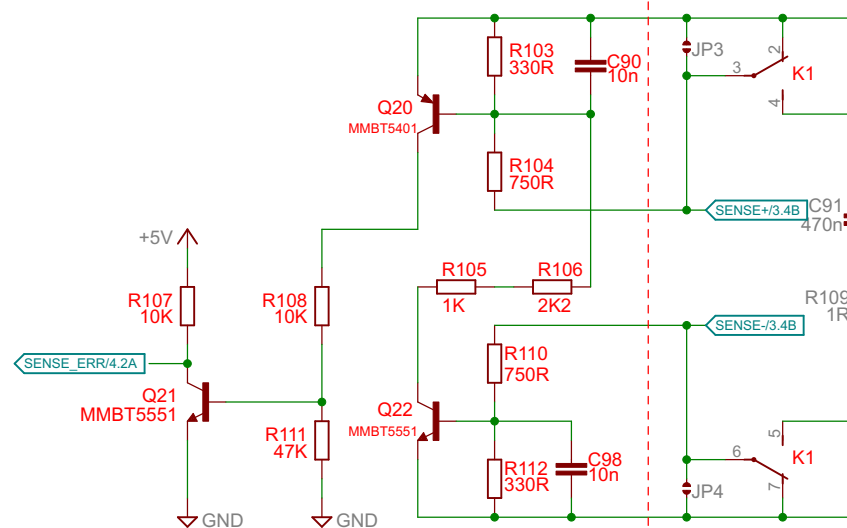 R103
330R
C90
10n
JP3
2
3
K1
4
Q20
MMBT5401
R104
750R
SENSE+/3.4B
C91
470n
+5V
R105
1K
R106
2K2
R107
10K
R108
10K
R109
1R
SENSE-/3.4B
SENSE_ERR/4.2A
R110
750R
Q21
MMBT5551
Q22
MMBT5551
R111
47K
R112
330R
C98
10n
5
6
K1
7
JP4
GND
GND